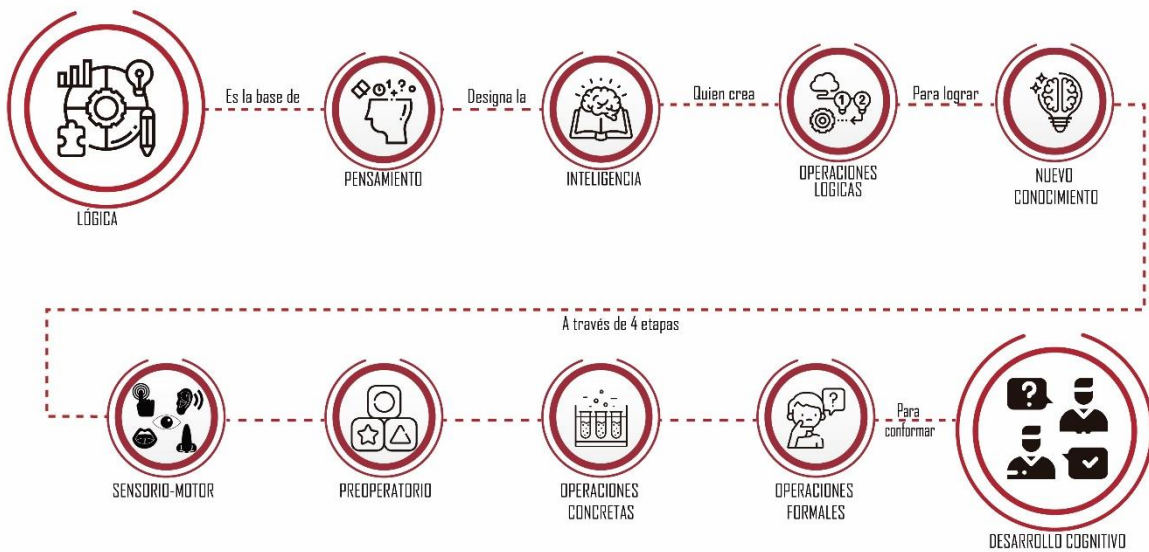 Es la base de
Designa la
Quien crea
Para lograr
LÓGICA
PENSAMIENTO
INTELIGENCIA
OPERACIONES
LOGICAS
NUEVO
CONOCIMIENTO
A través de 4 etapas
SENSORIO-MOTOR
PREOPERATORIO
OPERACIONES
CONCRETAS
OPERACIONES
FORMALES
Para
conformar
DESARROLLO COGNITIVO